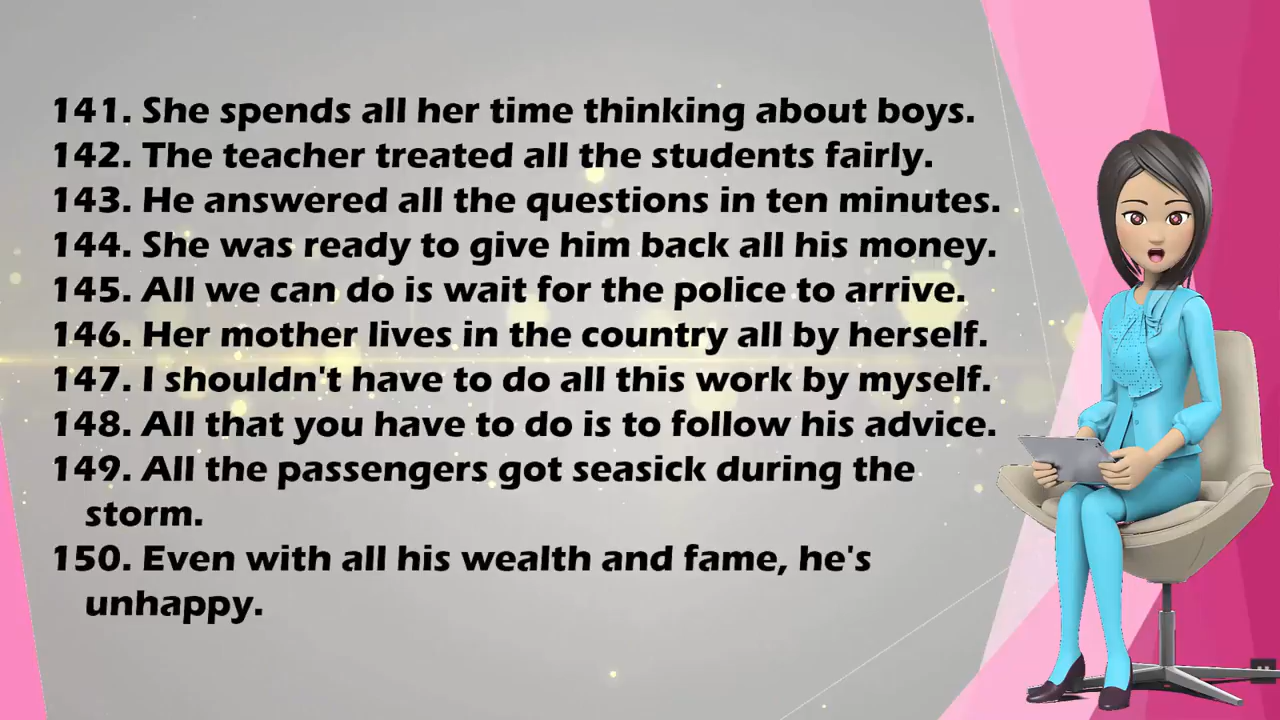 141. She spends all her time thinking about boys.
142. The teacher treated all the students fairly.
143. He answered all the questions in ten minutes.
144. She was ready to give him back all his money.
145. All we can do is wait for the police to arrive.
146. Her mother lives in the country all by herself.
147. I shouldn't have to do all this work by myself.
148. All that you have to do is to follow his advice.
149. All the passengers got seasick during the
storm.
150. Even with all his wealth and fame, he's
unhappy.